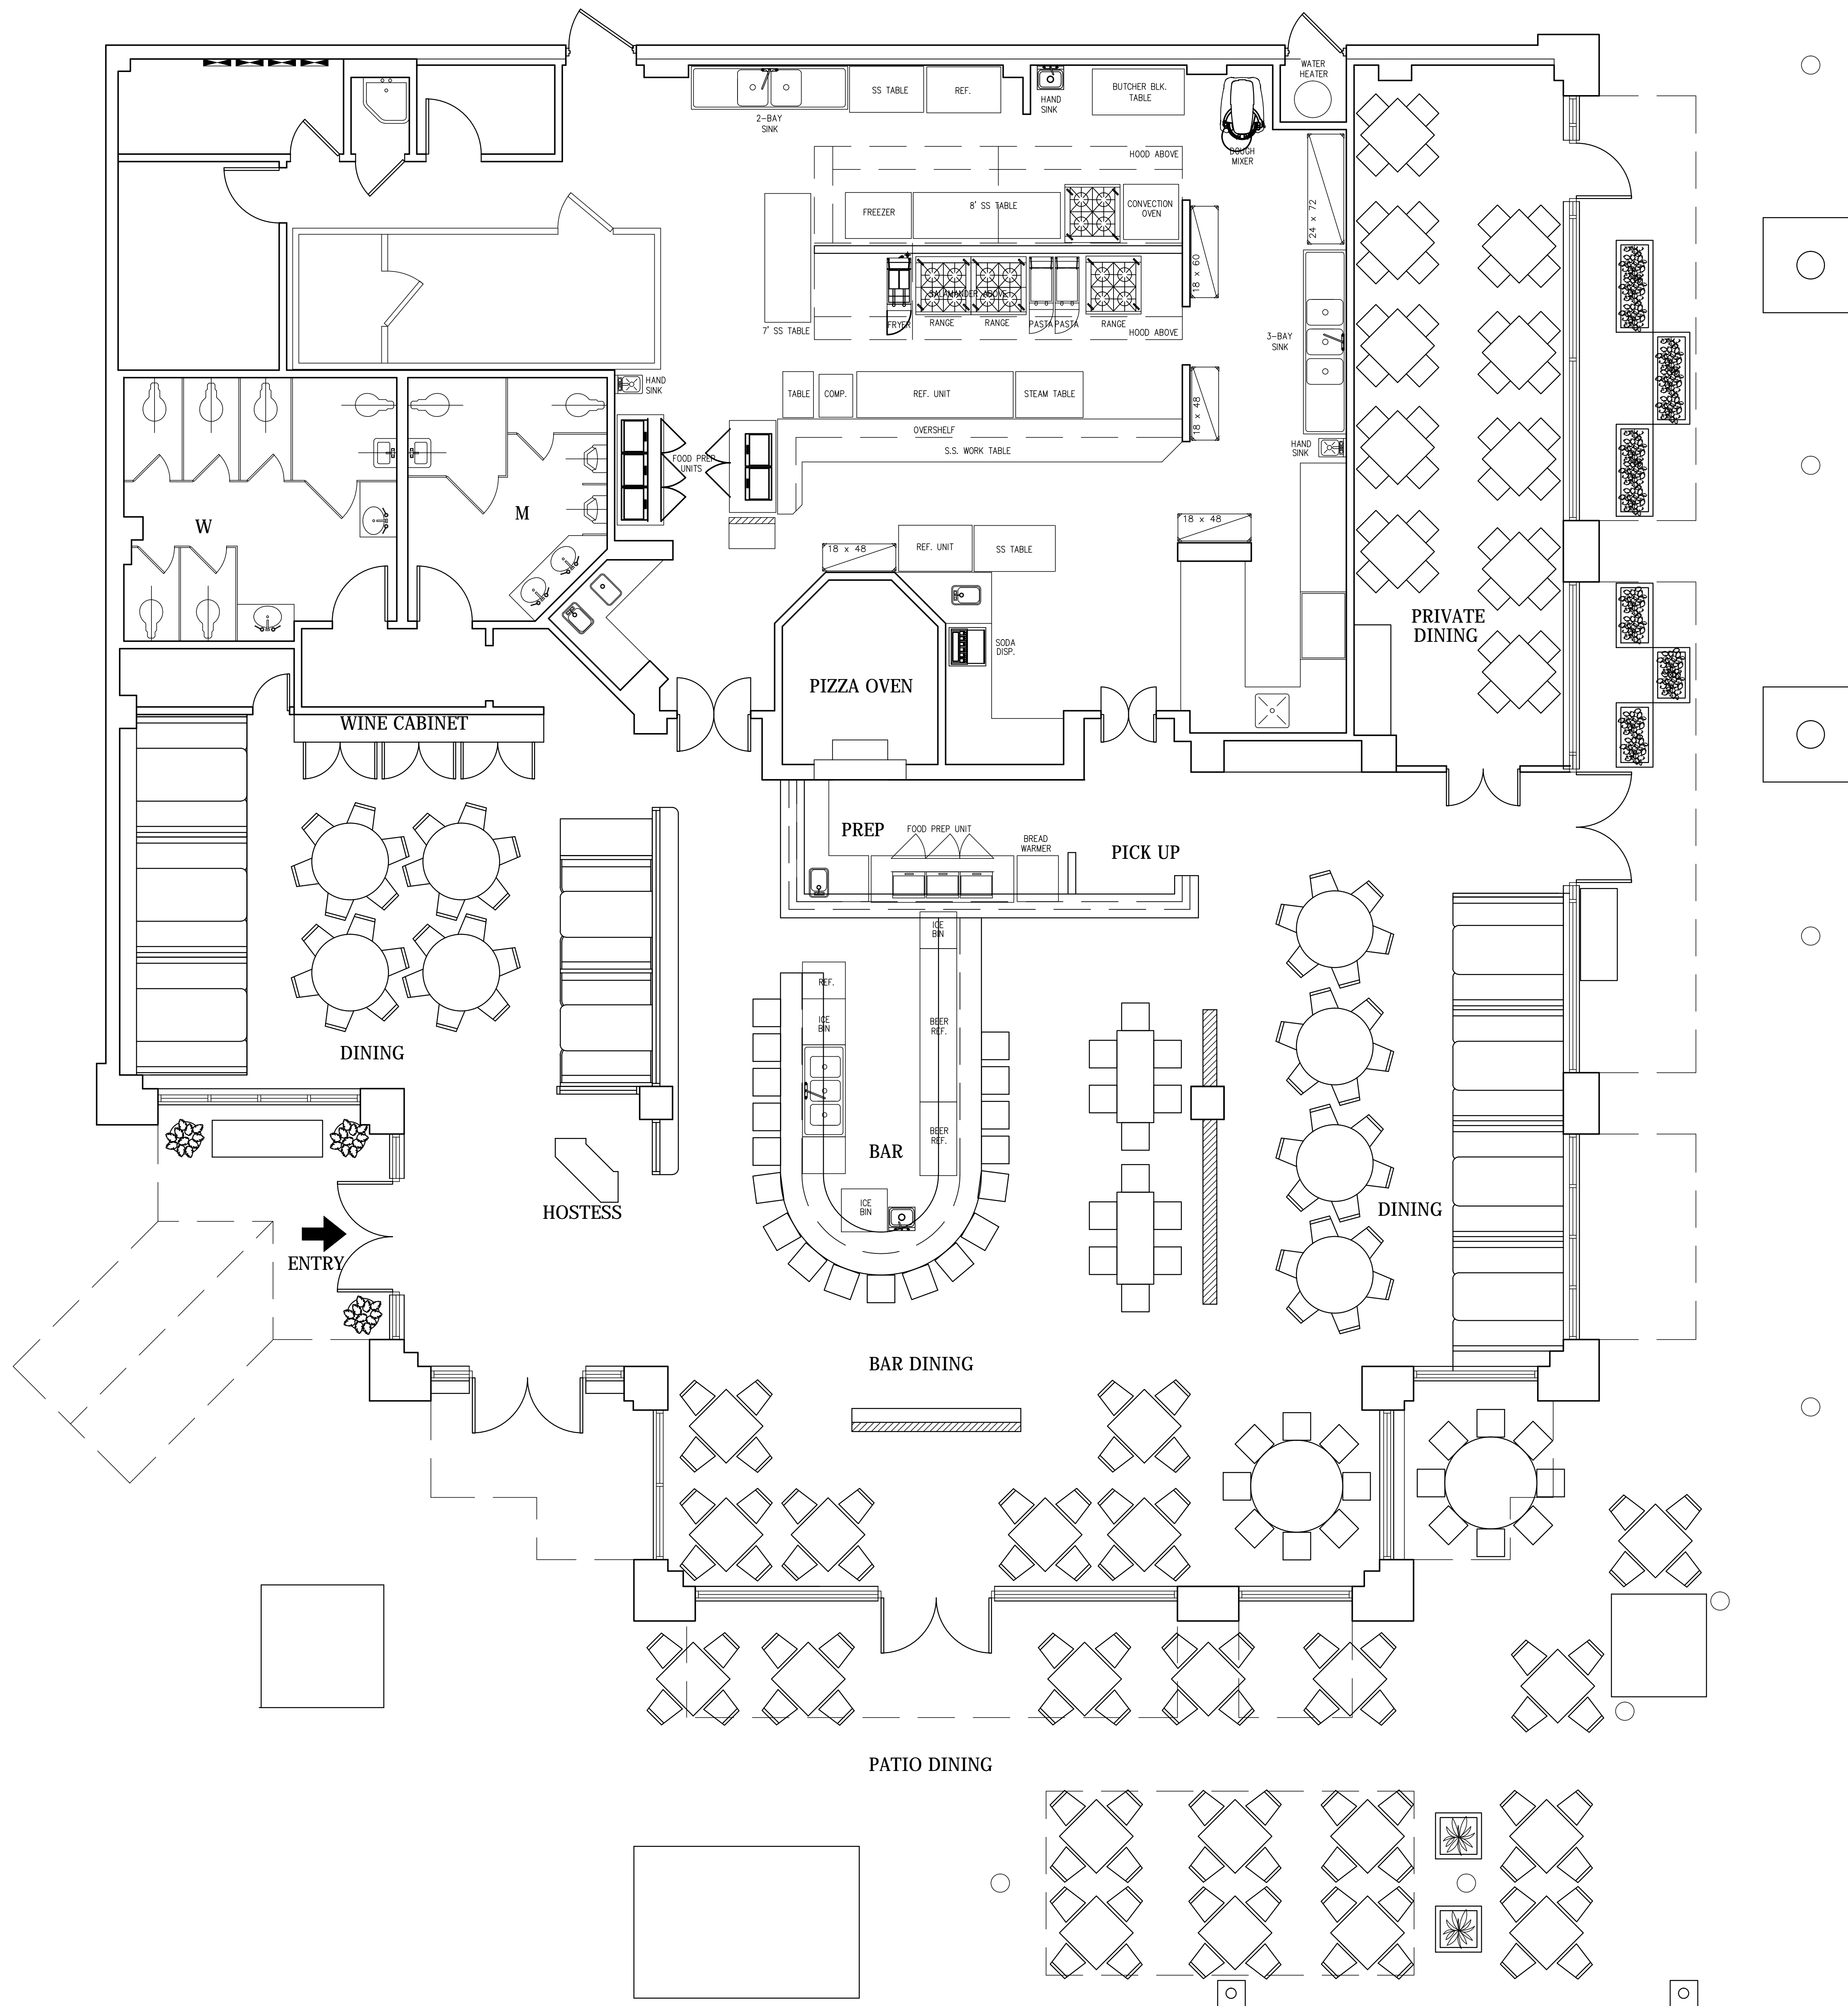 WATER
HEATER
SS TABLE
REF.
HAND
SINK
BUTCHER BLK.
TABLE
2-BAY
SINK
DOUGH
MIXER
HOOD ABOVE
24 x 72
FREEZER
8' SS TABLE
CONVECTION
OVEN
18 x 60
SALAMANDER ABOVE
7' SS TABLE
FRYER
RANGE
RANGE
PASTA
PASTA
RANGE
HOOD ABOVE
3-BAY
SINK
HAND
SINK
TABLE
COMP.
REF. UNIT
STEAM TABLE
18 x 48
OVERSHELF
S.S. WORK TABLE
HAND
SINK
FOOD PREP
UNITS
W
M
18 x 48
18 x 48
REF. UNIT
SS TABLE
PRIVATE
DINING
SODA
DISP.
PIZZA OVEN
WINE CABINET
PREP
FOOD PREP UNIT
BREAD
WARMER
PICK UP
ICE
BIN
REF.
ICE
BIN
BEER
REF.
DINING
BEER
REF.
BAR
ICE
BIN
HOSTESS
DINING
ENTRY
BAR DINING
PATIO DINING